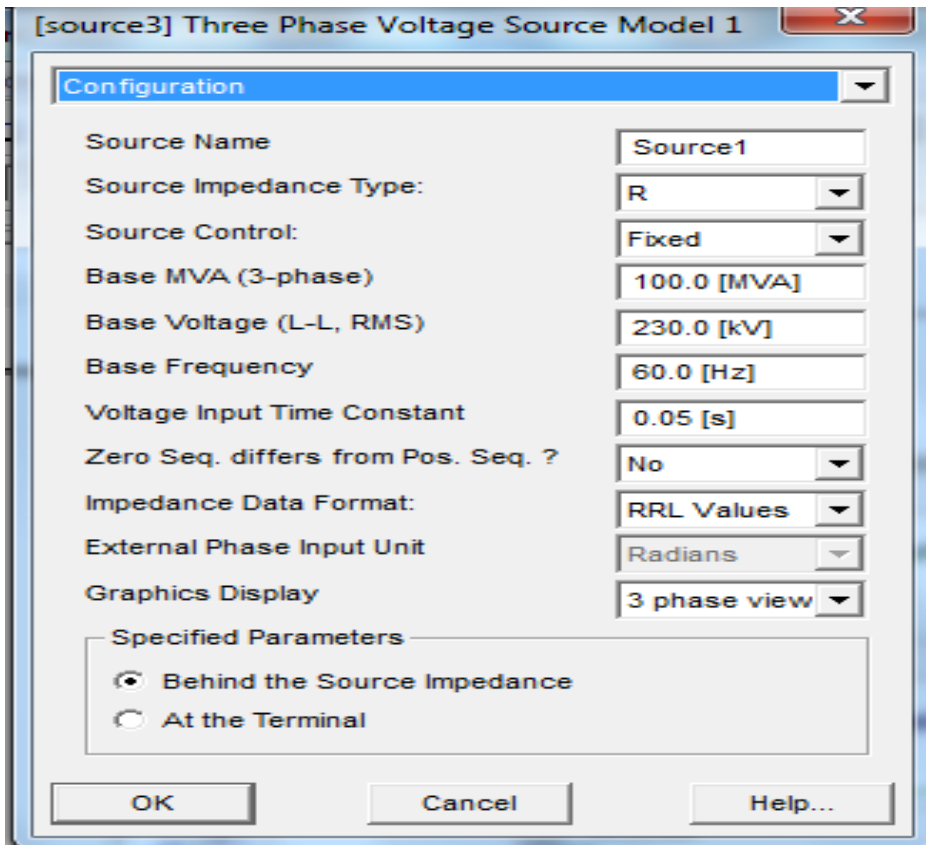 [source3] Three Phase Voltage Source Model 1
Configuration
Source Name Source1
Source Impedance Type: R
Source Control: Fixed
Base MVA (3-phase) 100.0 [MVA]
Base Voltage (L-L, RMS) 230.0 [kV]
Base Frequency 60.0 [Hz]
Voltage Input Time Constant 0.05 [s]
Zero Seq. differs from Pos. Seq. ? No
Impedance Data Format: RRL Values
External Phase Input Unit Radians
Graphics Display 3 phase view
Specified Parameters
Behind the Source Impedance
At the Terminal
OK Cancel Help...